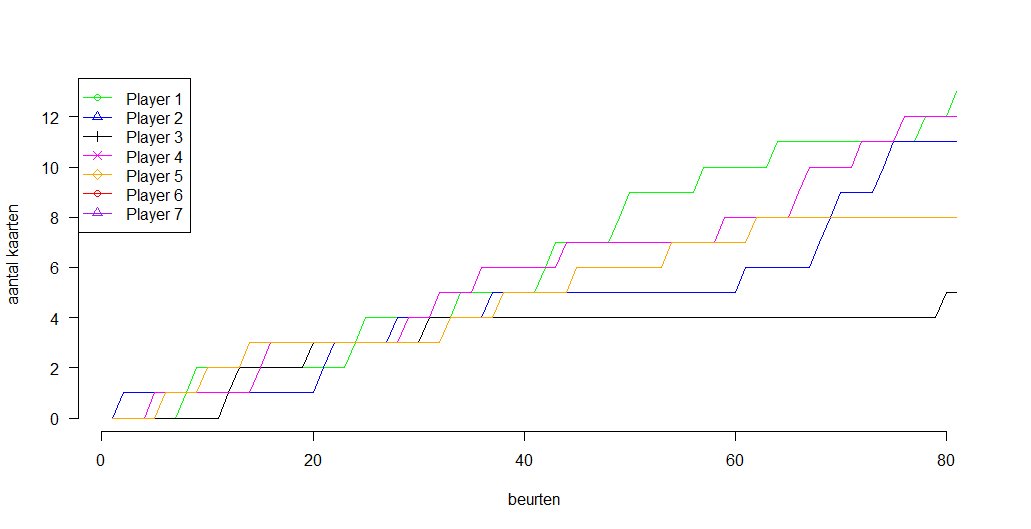 Player 1
Player 2
Player 3
Player 4
Player 5
Player 6
Player 7
aantal kaarten
12
10
8
6
4
2
0
0 20 40 60 80
beurten